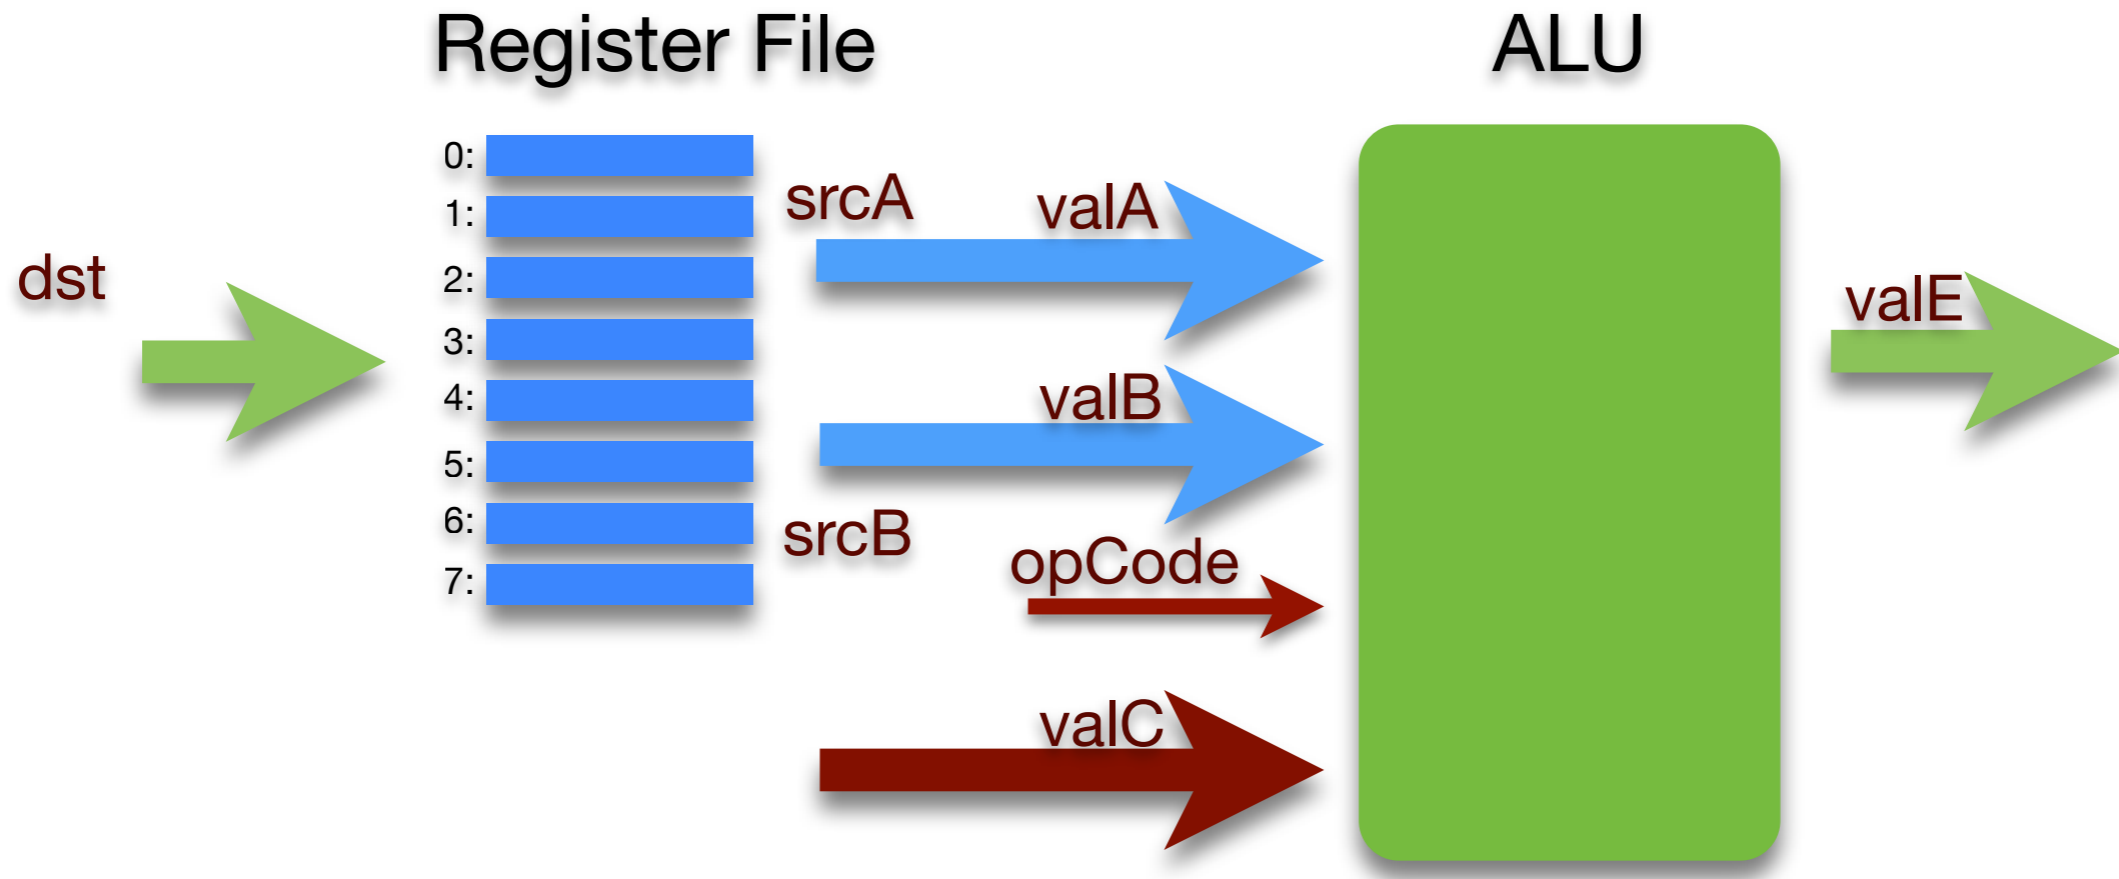 Register File
ALU
0:
1:
2:
3:
4:
5:
6:
7:
dst
srcA
valA
valB
srcB
opCode
valC
valE